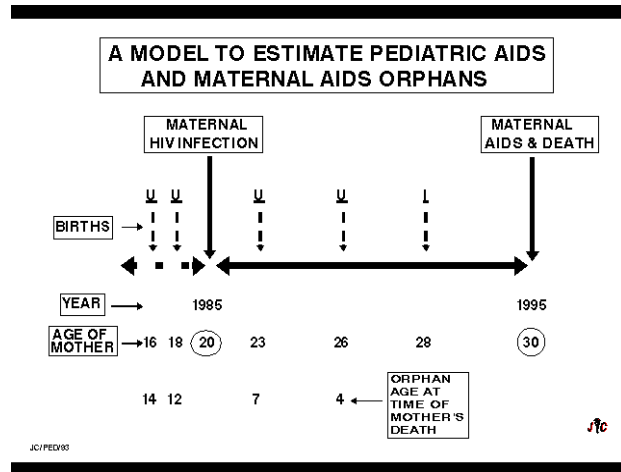 A MODEL TO ESTIMATE PEDIATRIC AIDS
AND MATERNAL AIDS ORPHANS
MATERNAL
HIV INFECTION
MATERNAL
AIDS & DEATH
U U U U I
BIRTHS
YEAR 1985 1995
AGE OF
MOTHER 16 18 20 23 26 28 30
14 12 7 4
ORPHAN
AGE AT
TIME OF
MOTHER'S
DEATH
JC/PED/93